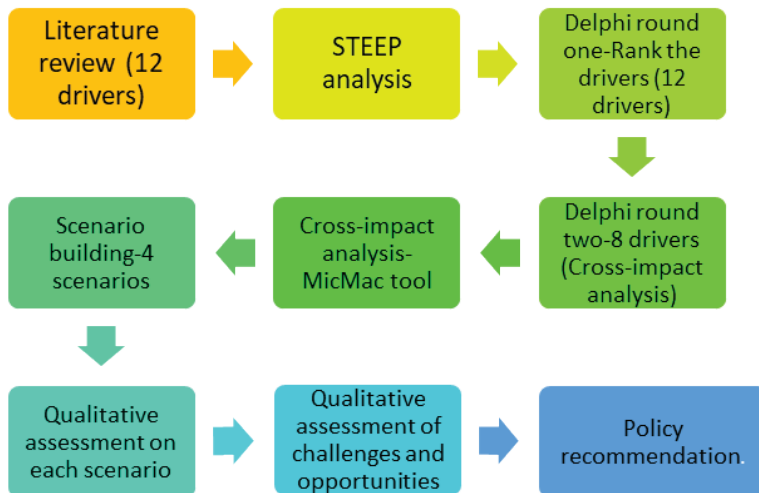 Literature
review (12
drivers)
STEEP
analysis
Delphi round
one-Rank the
drivers (12
drivers)
Delphi round
two-8 drivers
(Cross-impact
analysis)
Cross-impact
analysis-
MicMac tool
Scenario
building-4
scenarios
Qualitative
assessment on
each scenario
Qualitative
assessment of
challenges and
opportunities
Policy
recommendation.